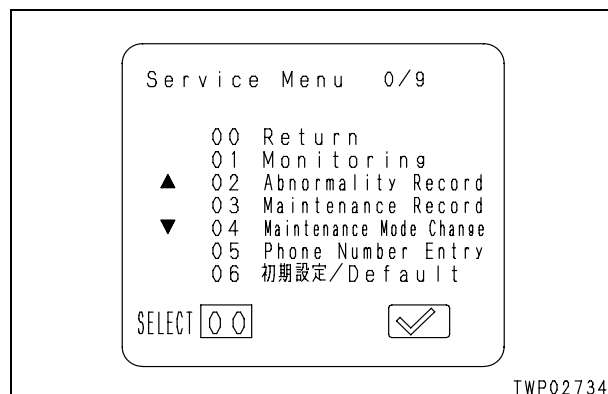 Service Menu 0/9
00 Return
01 Monitoring
▲ 02 Abnormality Record
03 Maintenance Record
▼ 04 Maintenance Mode Change
05 Phone Number Entry
06 初期設定/Default
SELECT 00
TWP02734